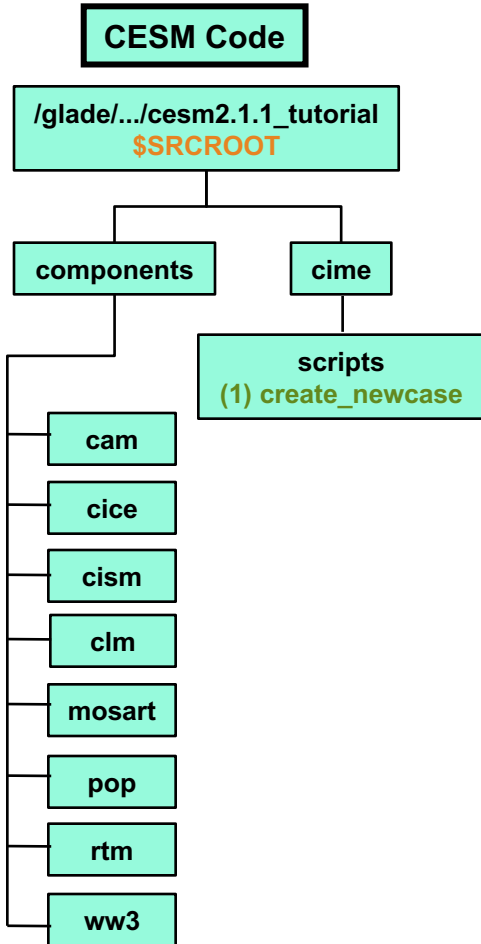 CESM Code
/glade/.../cesm2.1.1_tutorial
$SRCROOT
components
cime
scripts
(1) create_newcase
cam
cice
cism
clm
mosart
pop
rtm
ww3